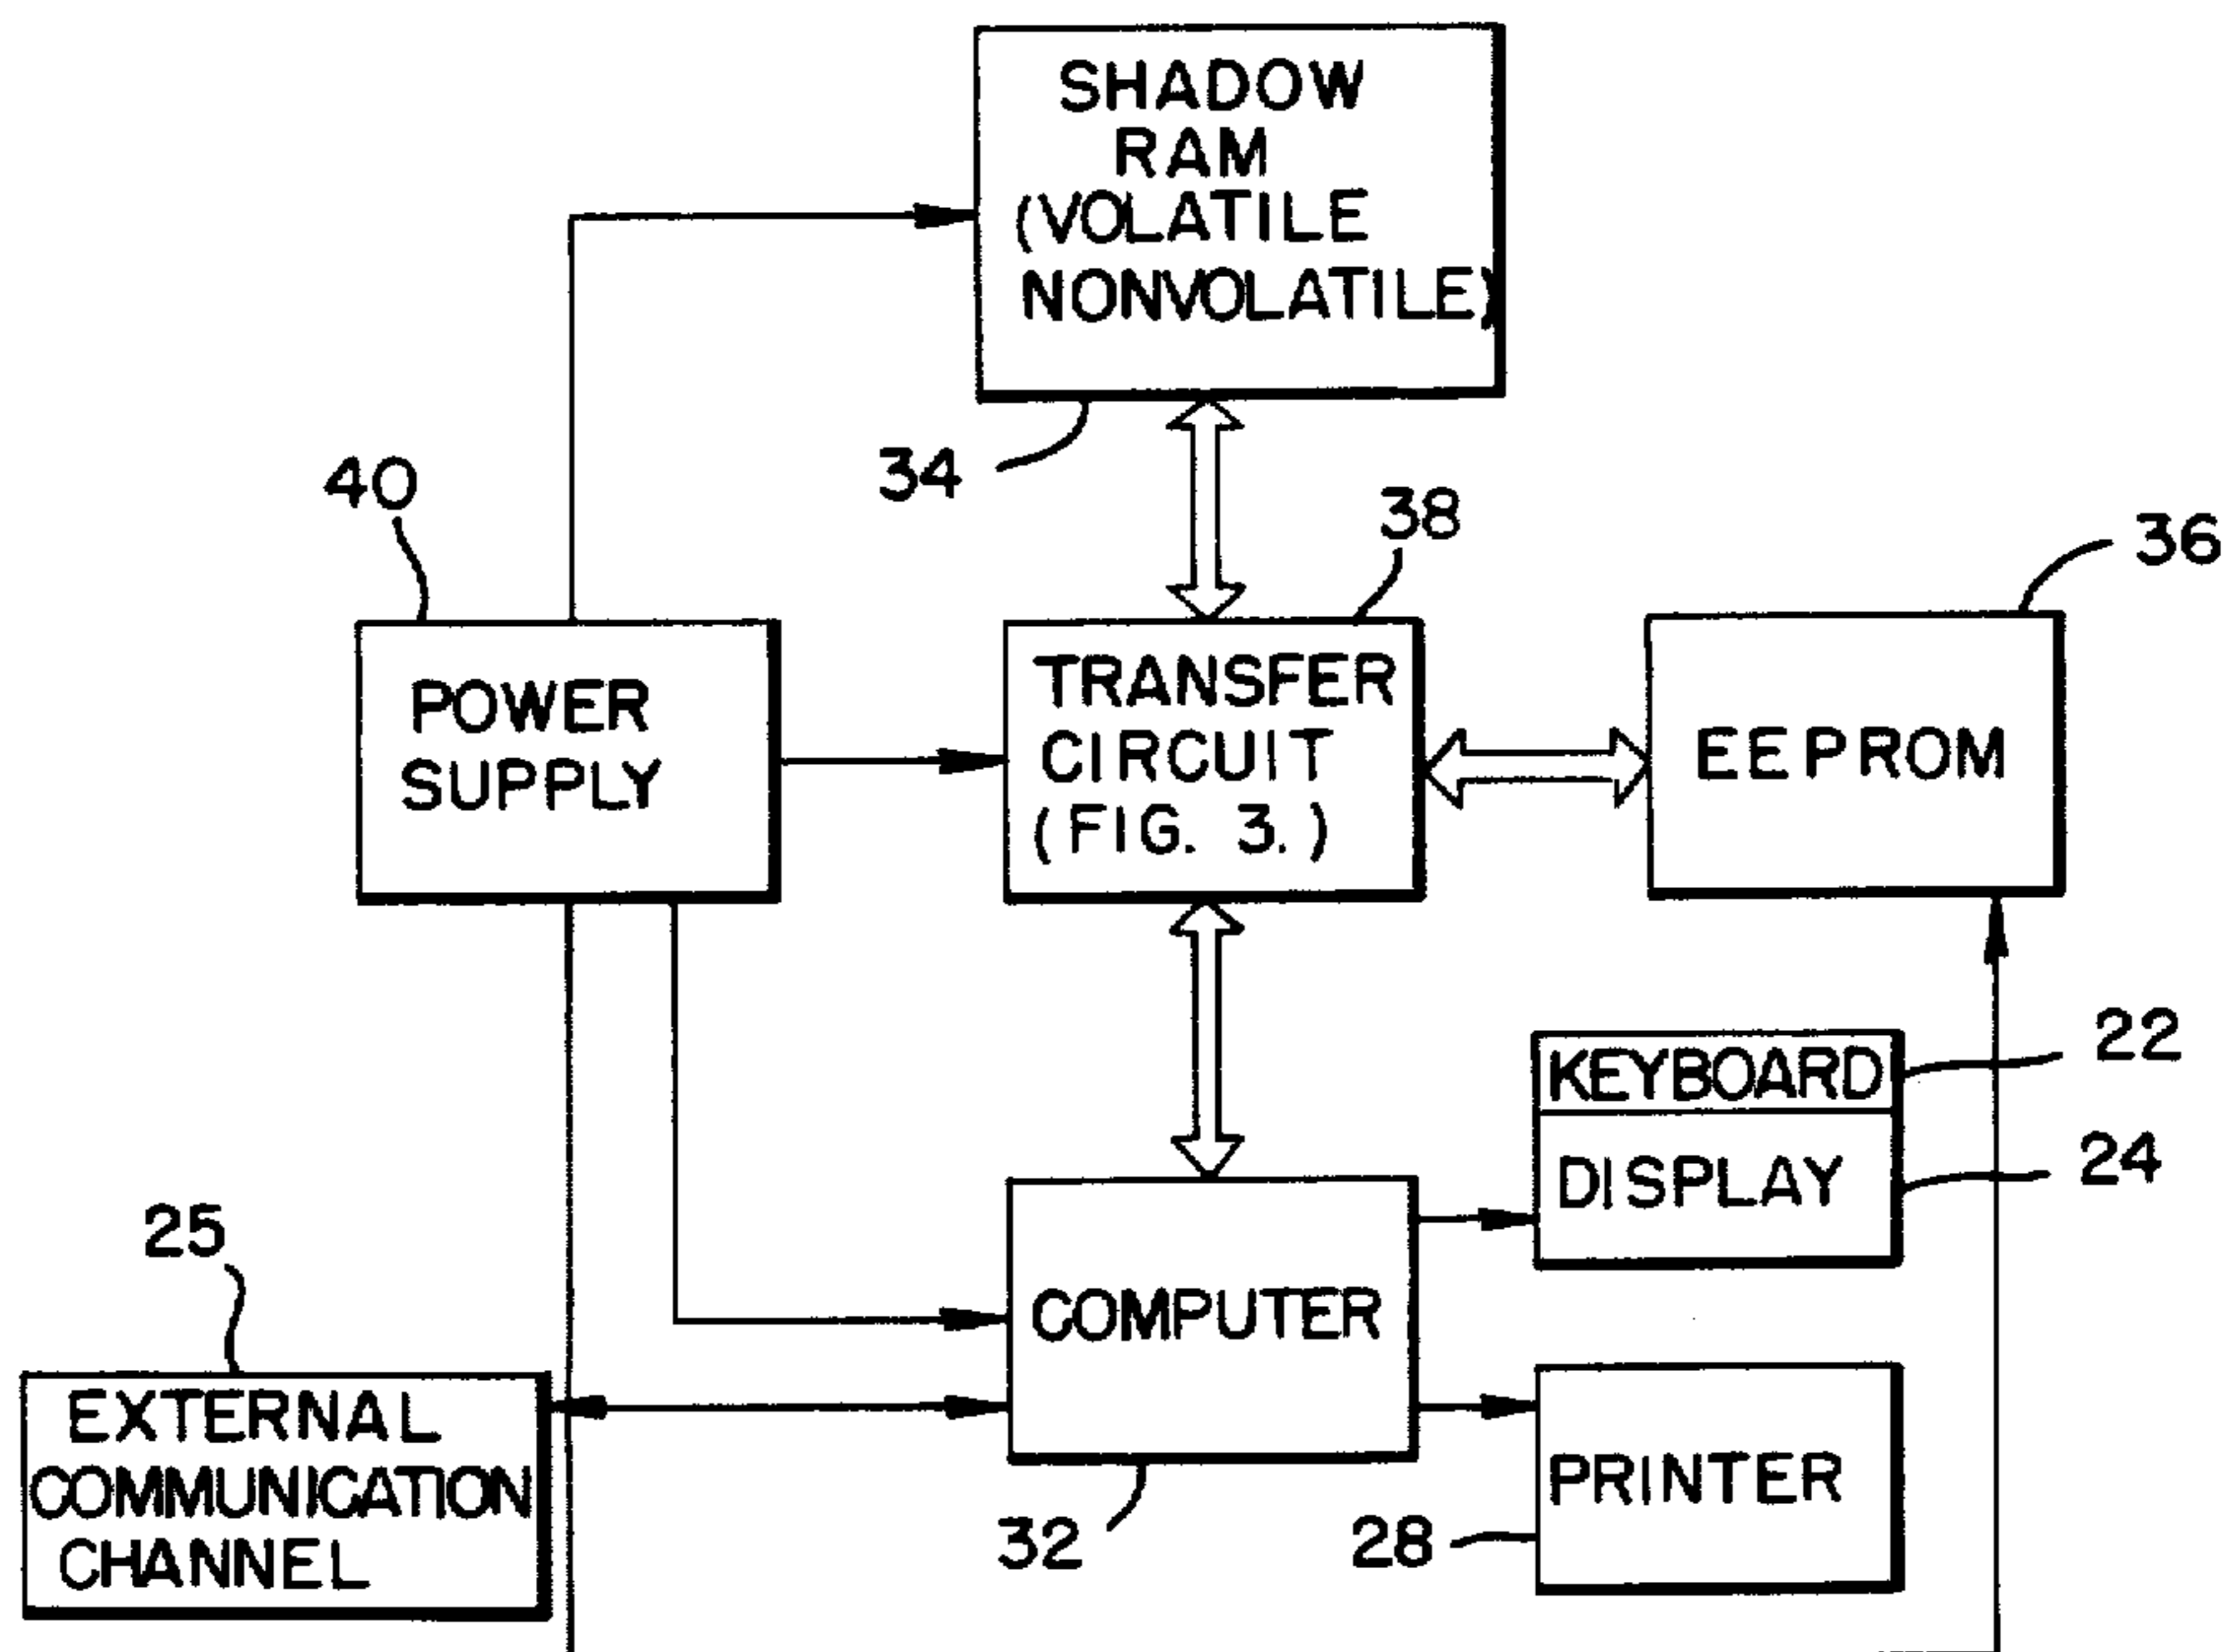 SHADOW
RAM
(VOLATILE
NONVOLATILE)
34
40
38
36
POWER
SUPPLY
TRANSFER
CIRCUIT
(FIG. 3.)
EEPROM
KEYBOARD
22
DISPLAY
24
25
COMPUTER
EXTERNAL
COMMUNICATION
CHANNEL
32
PRINTER
28